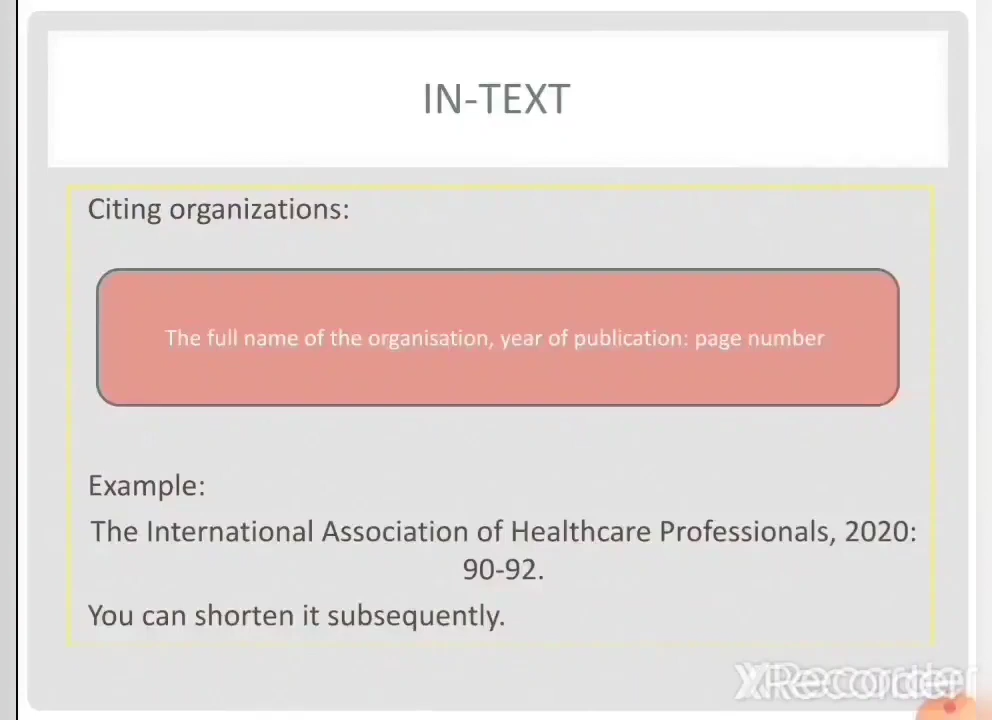 IN-TEXT
Citing organizations:
The full name of the organisation, year of publication: page number
Example:
The International Association of Healthcare Professionals, 2020:
90-92.
You can shorten it subsequently.
XRecorder